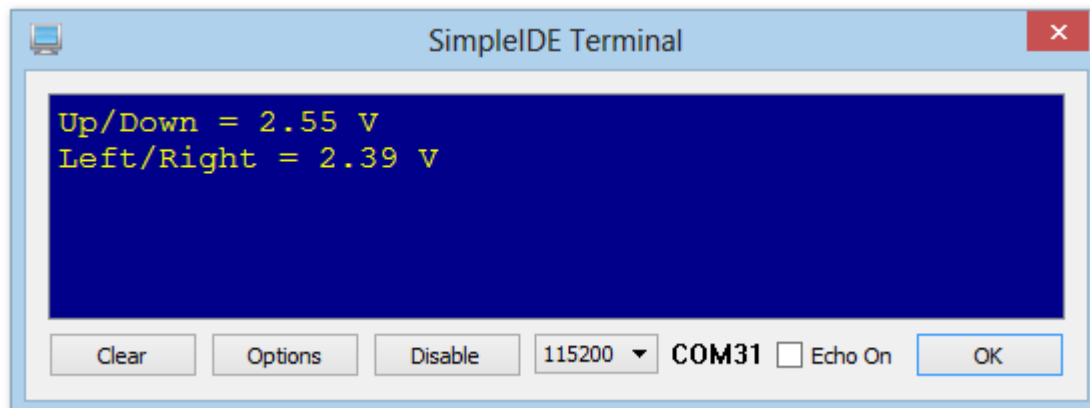 SimpleIDE Terminal
Up/Down = 2.55 V
Left/Right = 2.39 V
Clear Options Disable 115200 COM31 Echo On OK